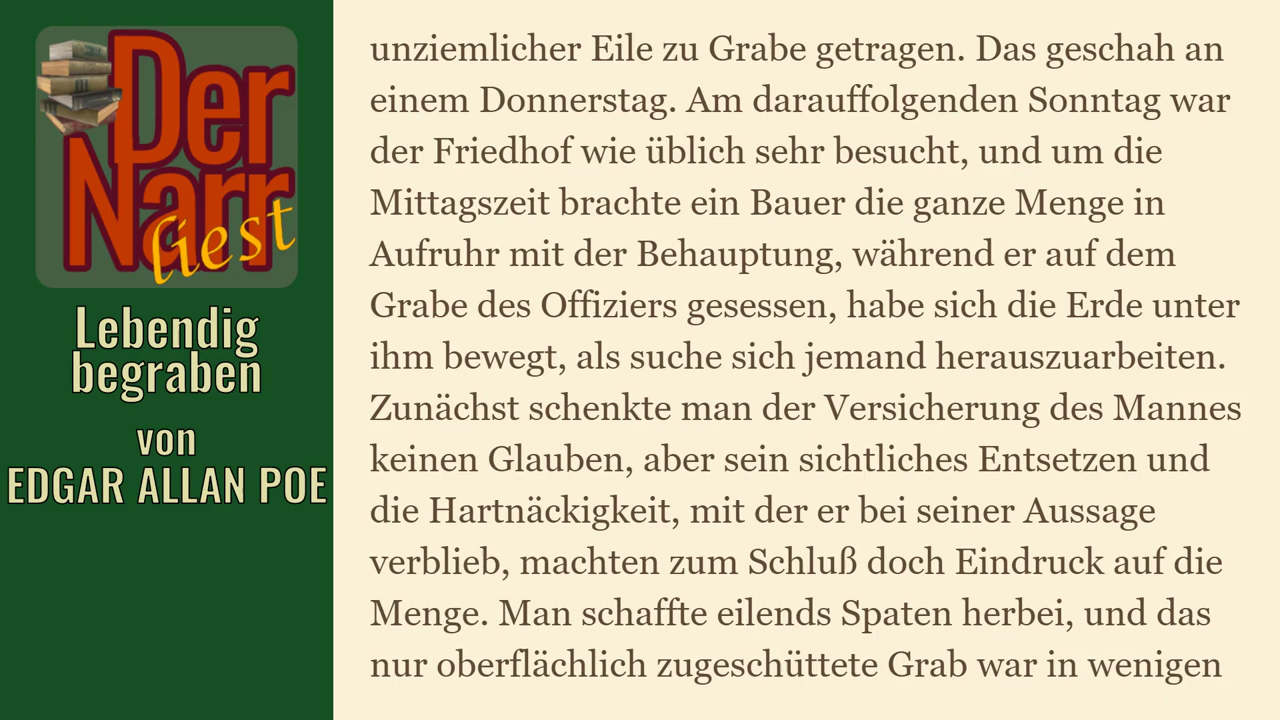 Der
Narr
liest
Lebendig
begraben
von
EDGAR ALLAN POE
unziemlicher Eile zu Grabe getragen. Das geschah an
einem Donnerstag. Am darauffolgenden Sonntag war
der Friedhof wie üblich sehr besucht, und um die
Mittagszeit brachte ein Bauer die ganze Menge in
Aufruhr mit der Behauptung, während er auf dem
Grabe des Offiziers gesessen, habe sich die Erde unter
ihm bewegt, als suche sich jemand herauszuarbeiten.
Zunächst schenkte man der Versicherung des Mannes
keinen Glauben, aber sein sichtliches Entsetzen und
die Hartnäckigkeit, mit der er bei seiner Aussage
verblieb, machten zum Schluß doch Eindruck auf die
Menge. Man schaffte eilends Spaten herbei, und das
nur oberflächlich zugeschüttete Grab war in wenigen